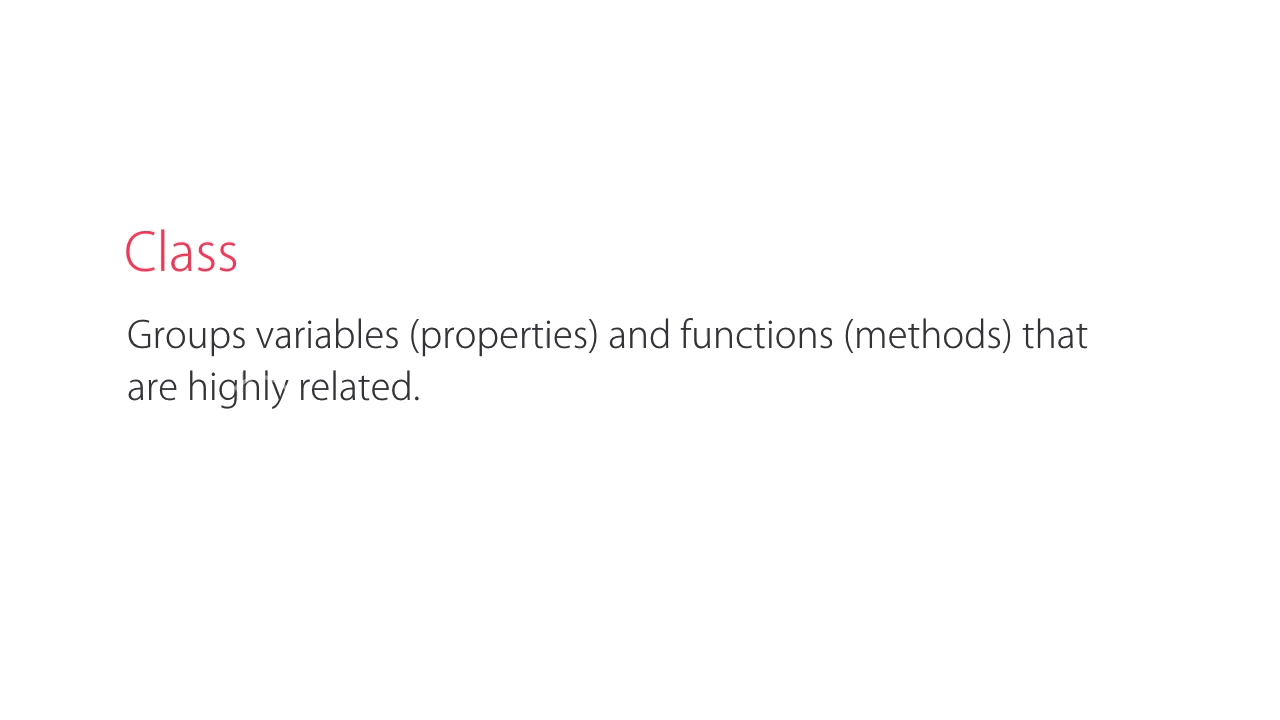 Class
Groups variables (properties) and functions (methods) that
are highly related.